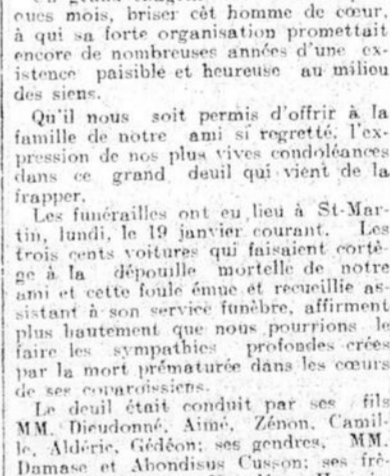 ques mois, briser cet homme de cœur,
à qui sa forte organisation promettait
encore de nombreuses années d'une ex-
istence paisible et heureuse au milieu
des siens.
Qu'il nous soit permis d'offrir à la
famille de notre ami si regretté, l'ex-
pression de nos plus vives condoléances
dans ce grand deuil qui vient de la
frapper.
Les funérailles ont eu lieu à St-Mar-
tin, lundi, le 19 janvier courant. Les
trois cents voitures qui faisaient cortè-
ge à la dépouille mortelle de notre
ami et cette foule émue et recueillie as-
sistant à son service funèbre, affirment
plus hautement que nous pourrions le
faire les sympathies profondes créées
par la mort prématurée dans les cœurs
de ses coparoissiens.
Le deuil était conduit par ses fils
MM. Dieudonné, Aimé, Zénon, Camil-
le, Aldéric, Gédéon; ses gendres, MM.
Damase et Abondisus Cusson; ses frè-